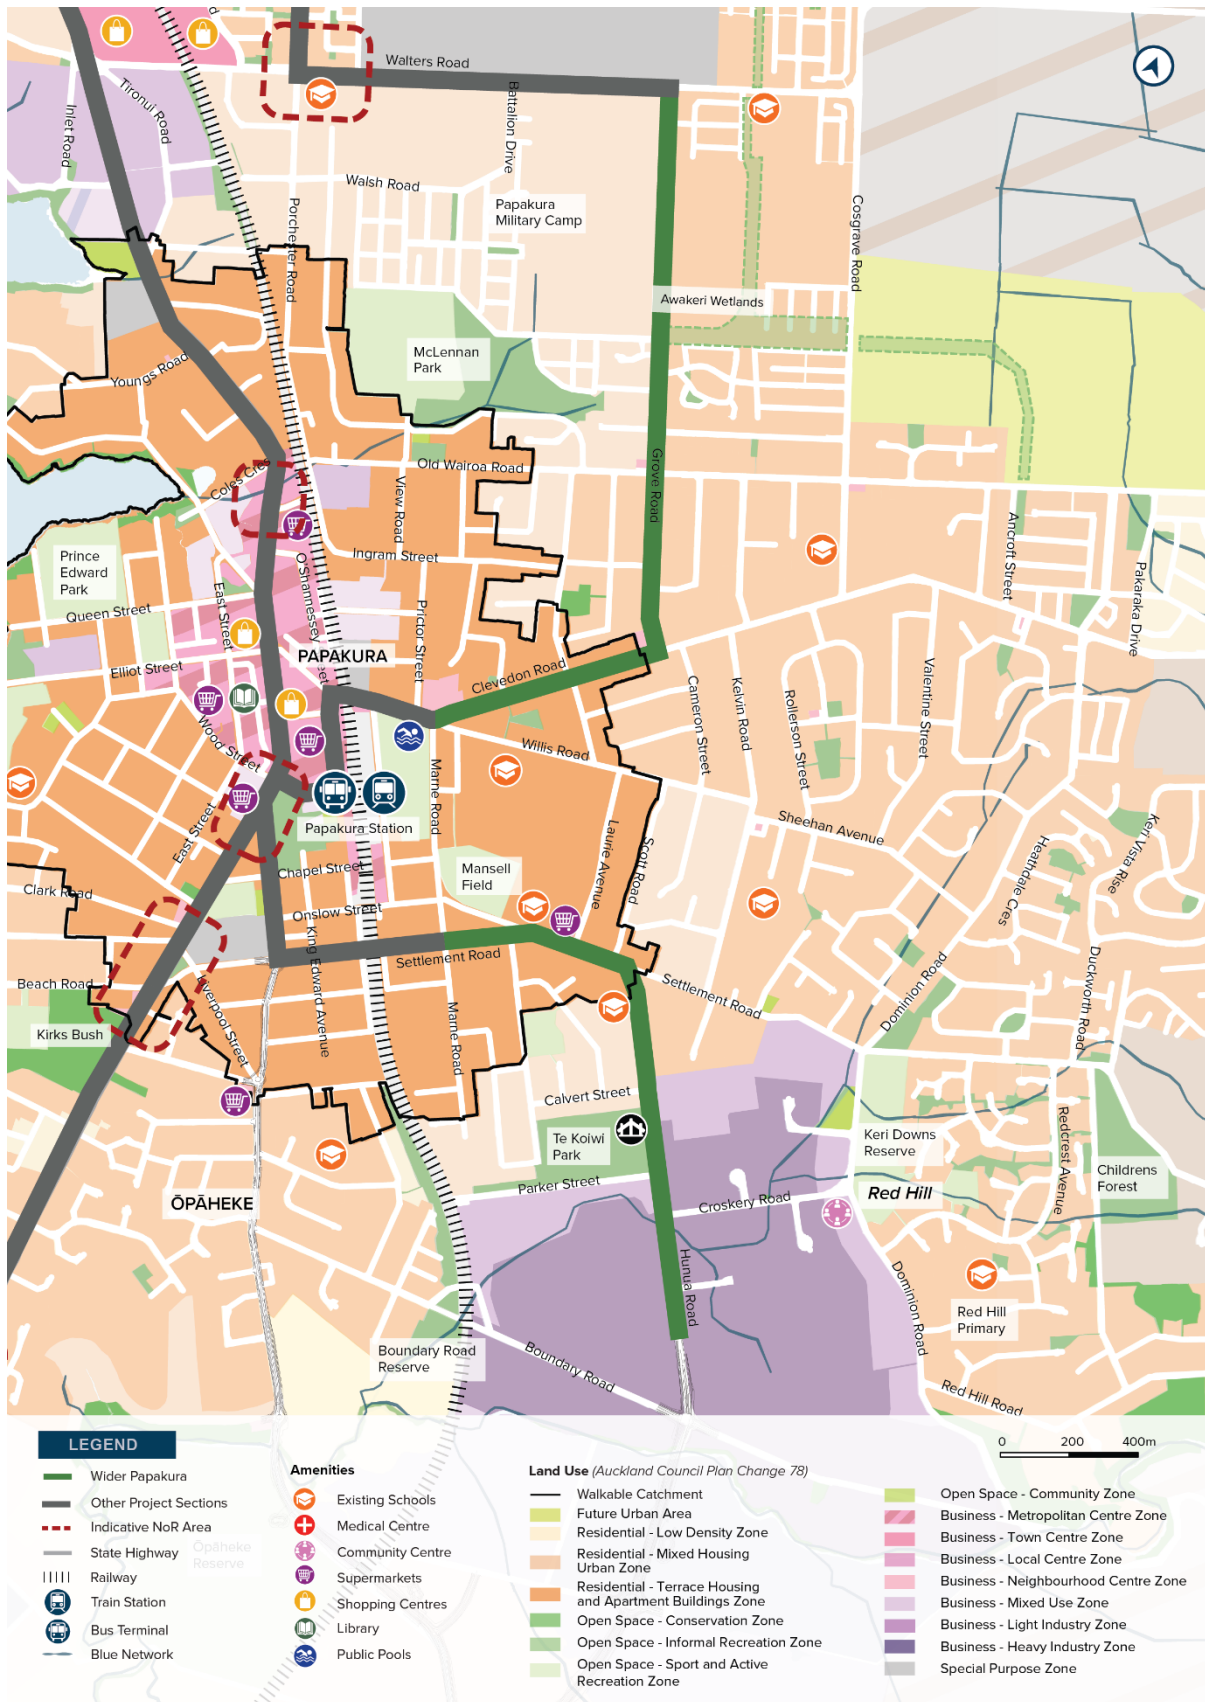 Walters Road
Tironui Road
Inlet Road
Battalion Drive
Walsh Road
Papakura
Military Camp
Porchester Road
Cosgrave Road
Awakeri Wetlands
McLennan
Park
Youngs Road
Coles Cres
Old Wairoa Road
View Road
Grove Road
Ancroft Street
Prince
Edward
Park
Ingram Street
O'Shannessey Street
Pakaraka Drive
East Street
Queen Street
Prictor Street
PAPAKURA
Elliot Street
Clevedon Road
Cameron Street
Kelvin Road
Rollerson Street
Valentine Street
Wood Street
Willis Road
Marne Road
East Street
Papakura Station
Laurie Avenue
Scott Road
Sheehan Avenue
Keri Vista Rise
Heathdale Cres
Chapel Street
Mansell
Field
Clark Road
Onslow Street
King Edward Avenue
Settlement Road
Beach Road
Liverpool Street
Settlement Road
Dominion Road
Duckworth Road
Kirks Bush
Marne Road
Calvert Street
Te Koiwi
Park
Keri Downs
Reserve
Redcrest Avenue
Childrens
Forest
Parker Street
Croskery Road
Red Hill
ŌPĀHEKE
Hunua Road
Dominion Road
Red Hill
Primary
Boundary Road
Reserve
Boundary Road
Red Hill Road
LEGEND
Wider Papakura
Other Project Sections
Indicative NoR Area
State Highway
Ōpāheke
Reserve
Railway
Train Station
Bus Terminal
Blue Network
Amenities
Existing Schools
Medical Centre
Community Centre
Supermarkets
Shopping Centres
Library
Public Pools
Land Use (Auckland Council Plan Change 78)
Walkable Catchment
Future Urban Area
Residential - Low Density Zone
Residential - Mixed Housing
Urban Zone
Residential - Terrace Housing
and Apartment Buildings Zone
Open Space - Conservation Zone
Open Space - Informal Recreation Zone
Open Space - Sport and Active
Recreation Zone
0 200 400m
Open Space - Community Zone
Business - Metropolitan Centre Zone
Business - Town Centre Zone
Business - Local Centre Zone
Business - Neighbourhood Centre Zone
Business - Mixed Use Zone
Business - Light Industry Zone
Business - Heavy Industry Zone
Special Purpose Zone